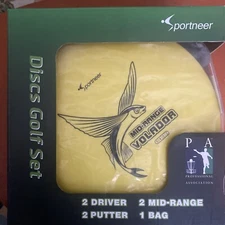 Sportneer
Discs Golf Set
Sportneer
MID-RANGE
VOLADOR
P A
PROFESSIONAL
ASSOCIATION
2 DRIVER 2 MID-RANGE
2 PUTTER 1 BAG